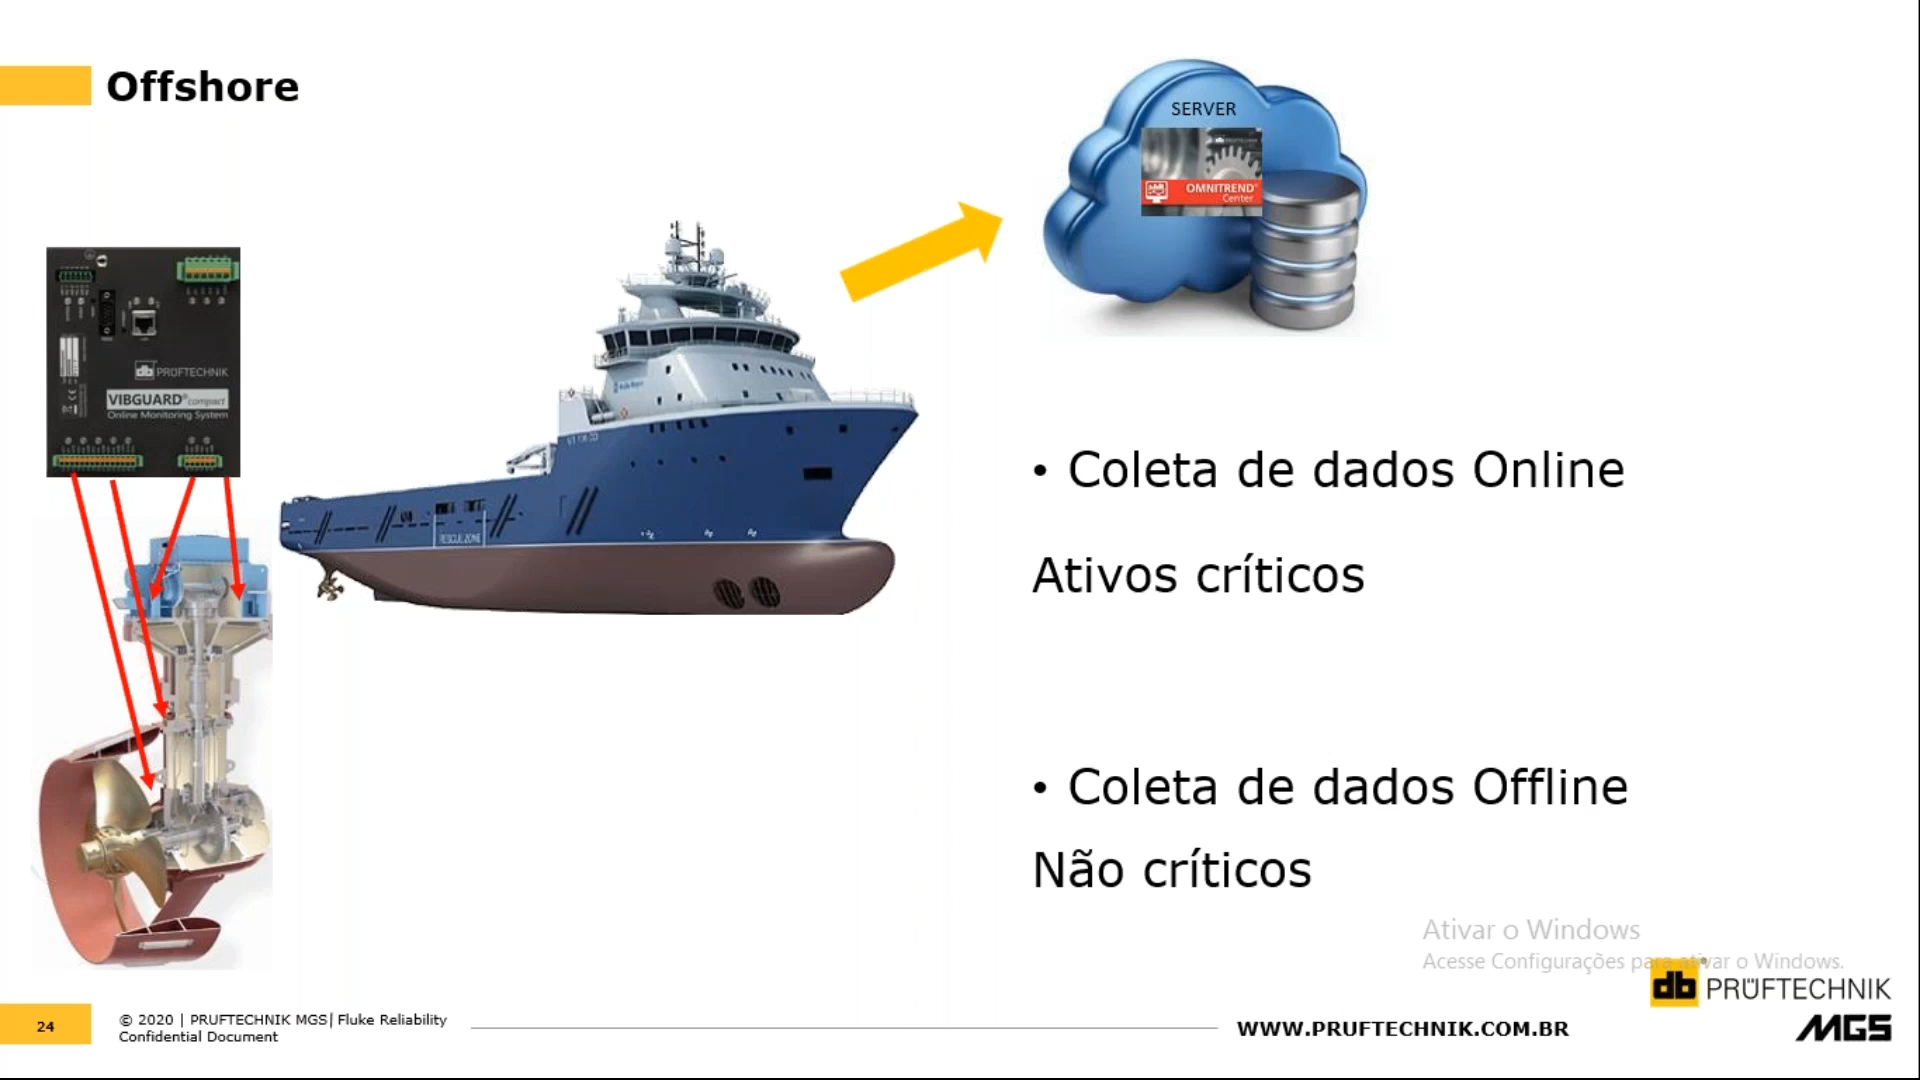 Offshore
SERVER
OMNITREND®
Center
PRÜFTECHNIK
VIBGUARD® compact
Online Monitoring System
RESCUE ZONE
• Coleta de dados Online
Ativos críticos
• Coleta de dados Offline
Não críticos
Ativar o Windows
Acesse Configurações para ativar o Windows.
db PRÜFTECHNIK
MGS
24
© 2020 | PRUFTECHNIK MGS| Fluke Reliability
Confidential Document
WWW.PRUFTECHNIK.COM.BR